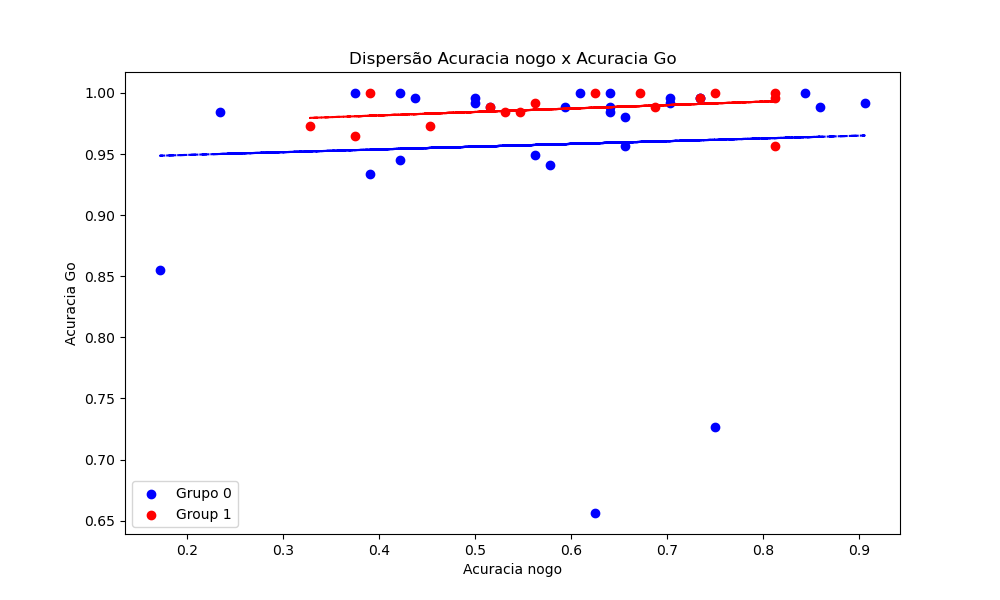 Dispersão Acuracia nogo x Acuracia Go
1.00
0.95
0.90
0.85
0.80
0.75
0.70
0.65
Acuracia Go
Grupo 0
Group 1
0.2 0.3 0.4 0.5 0.6 0.7 0.8 0.9
Acuracia nogo